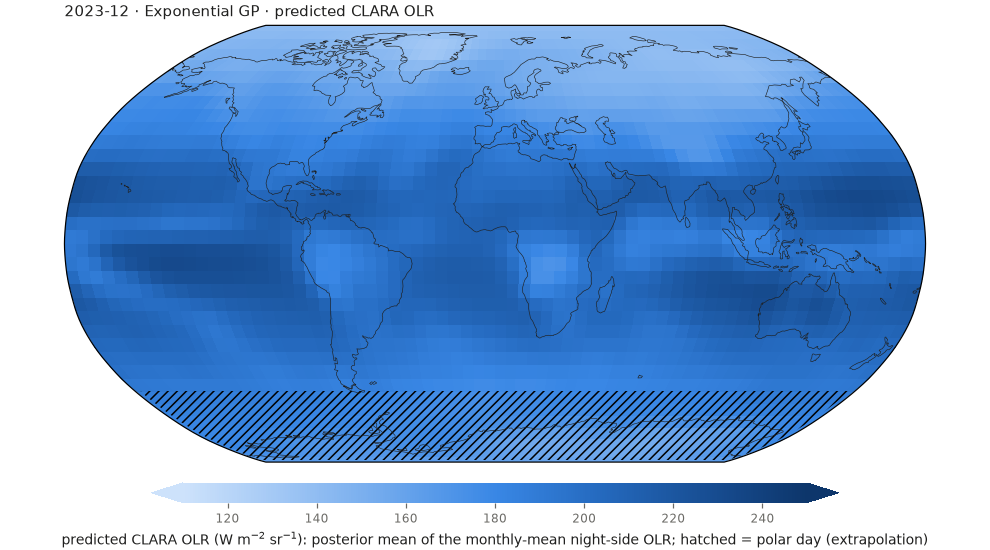 2023-12 · Exponential GP · predicted CLARA OLR
120 140 160 180 200 220 240
predicted CLARA OLR (W m⁻² sr⁻¹): posterior mean of the monthly-mean night-side OLR; hatched = polar day (extrapolation)